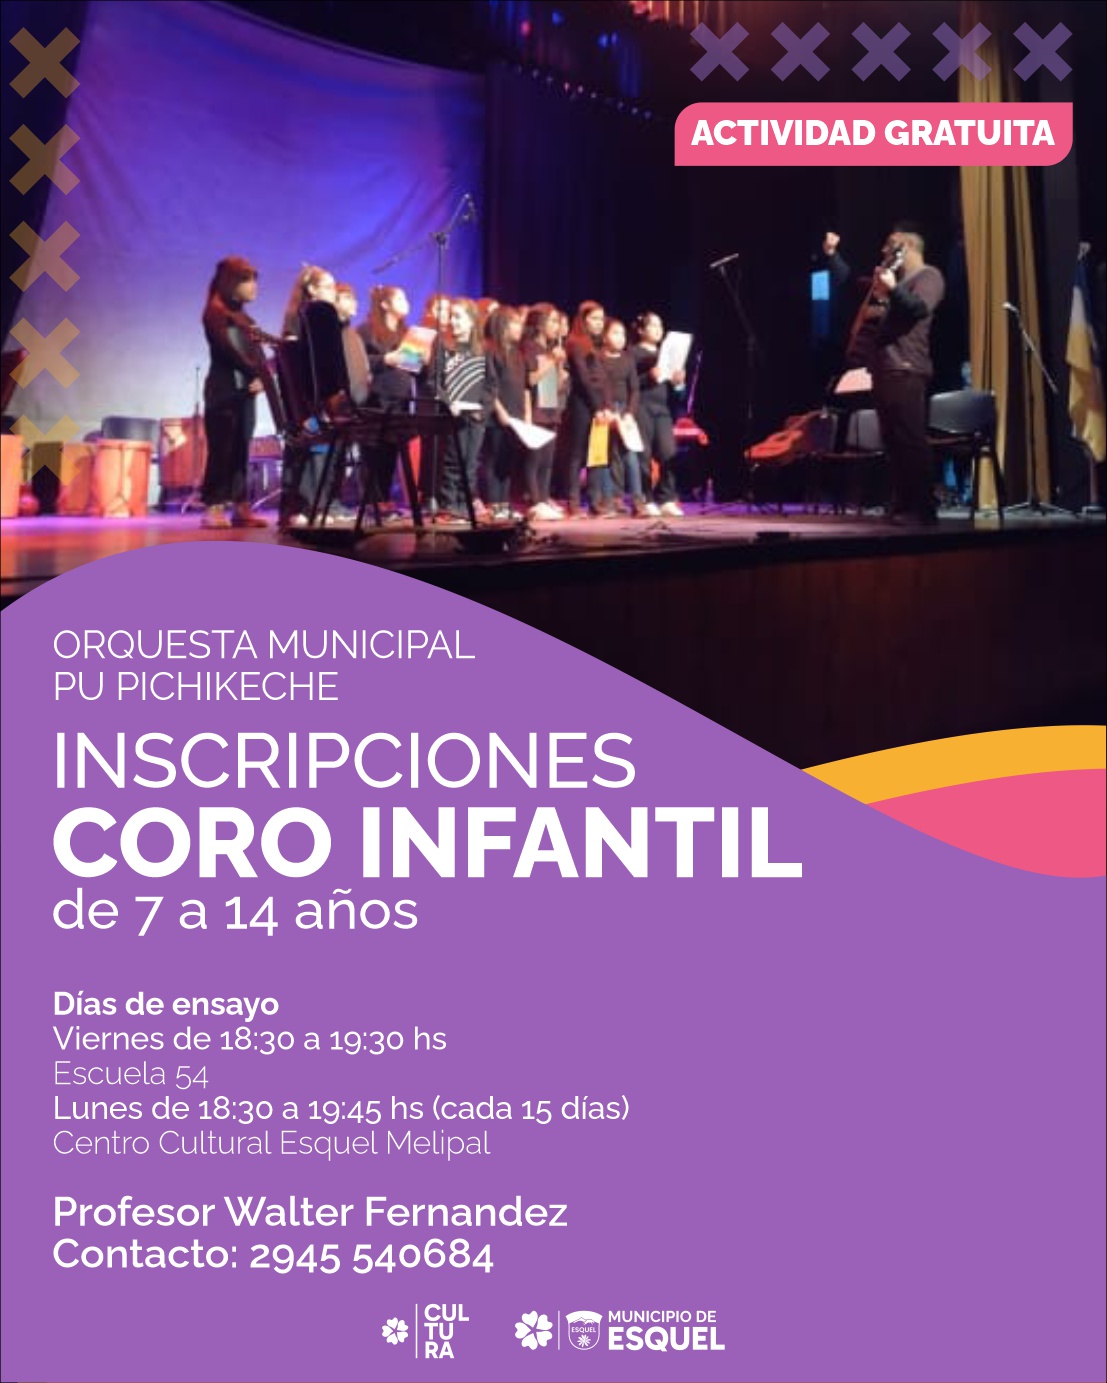 ACTIVIDAD GRATUITA
ORQUESTA MUNICIPAL
PU PICHIKECHE
INSCRIPCIONES
CORO INFANTIL
de 7 a 14 años
Días de ensayo
Viernes de 18:30 a 19:30 hs
Escuela 54
Lunes de 18:30 a 19:45 hs (cada 15 días)
Centro Cultural Esquel Melipal
Profesor Walter Fernandez
Contacto: 2945 540684
CUL
TU
RA
ESQUEL
MUNICIPIO DE
ESQUEL